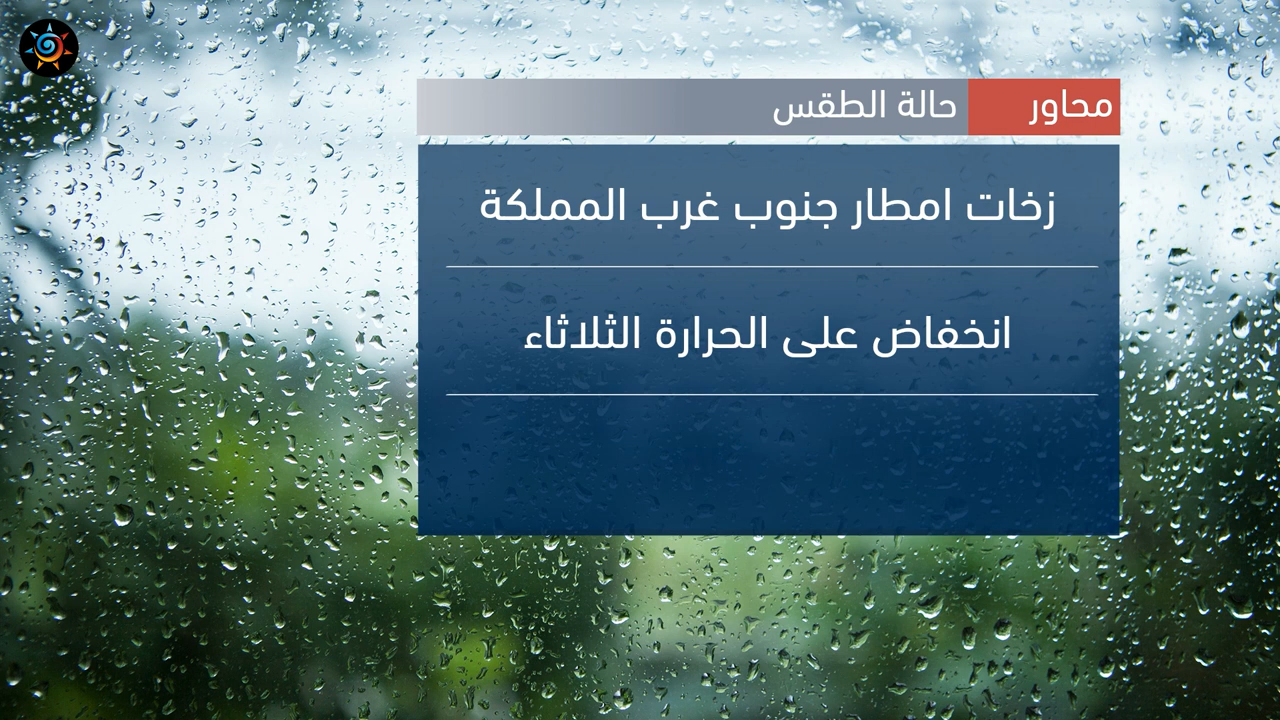 محاور
حالة الطقس
زخات امطار جنوب غرب المملكة
انخفاض على الحرارة الثلاثاء